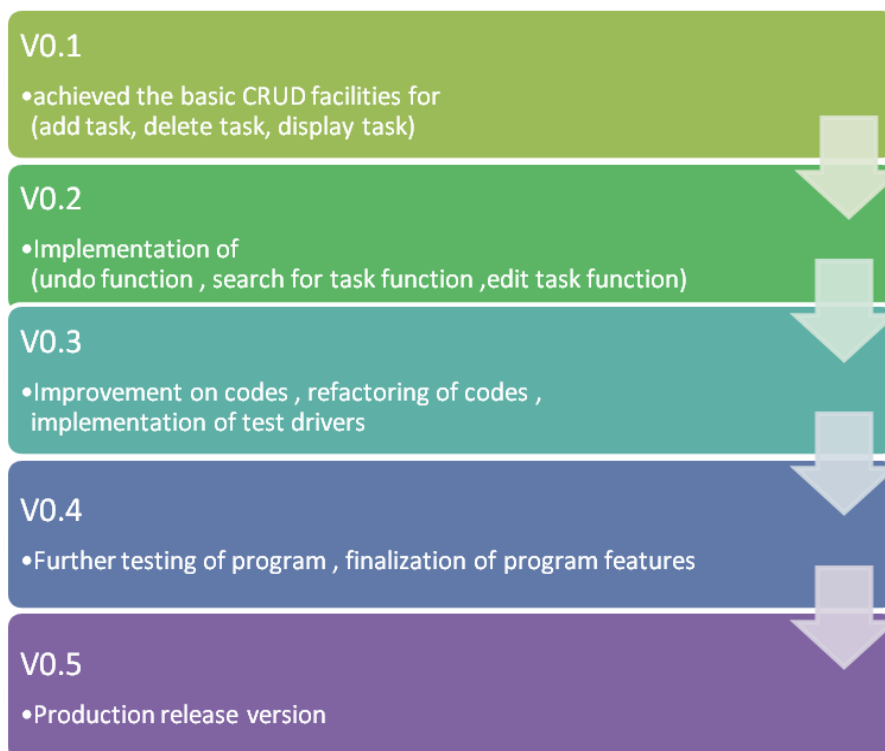 V0.1
•achieved the basic CRUD facilities for
(add task, delete task, display task)
V0.2
•Implementation of
(undo function , search for task function ,edit task function)
V0.3
•Improvement on codes , refactoring of codes ,
implementation of test drivers
V0.4
•Further testing of program , finalization of program features
V0.5
•Production release version